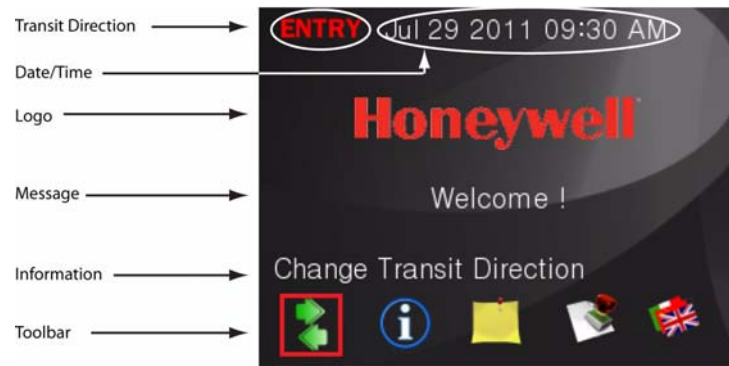 Transit Direction
ENTRY Jul 29 2011 09:30 AM
Date/Time
Logo
Honeywell
Message
Welcome !
Information
Change Transit Direction
Toolbar
i